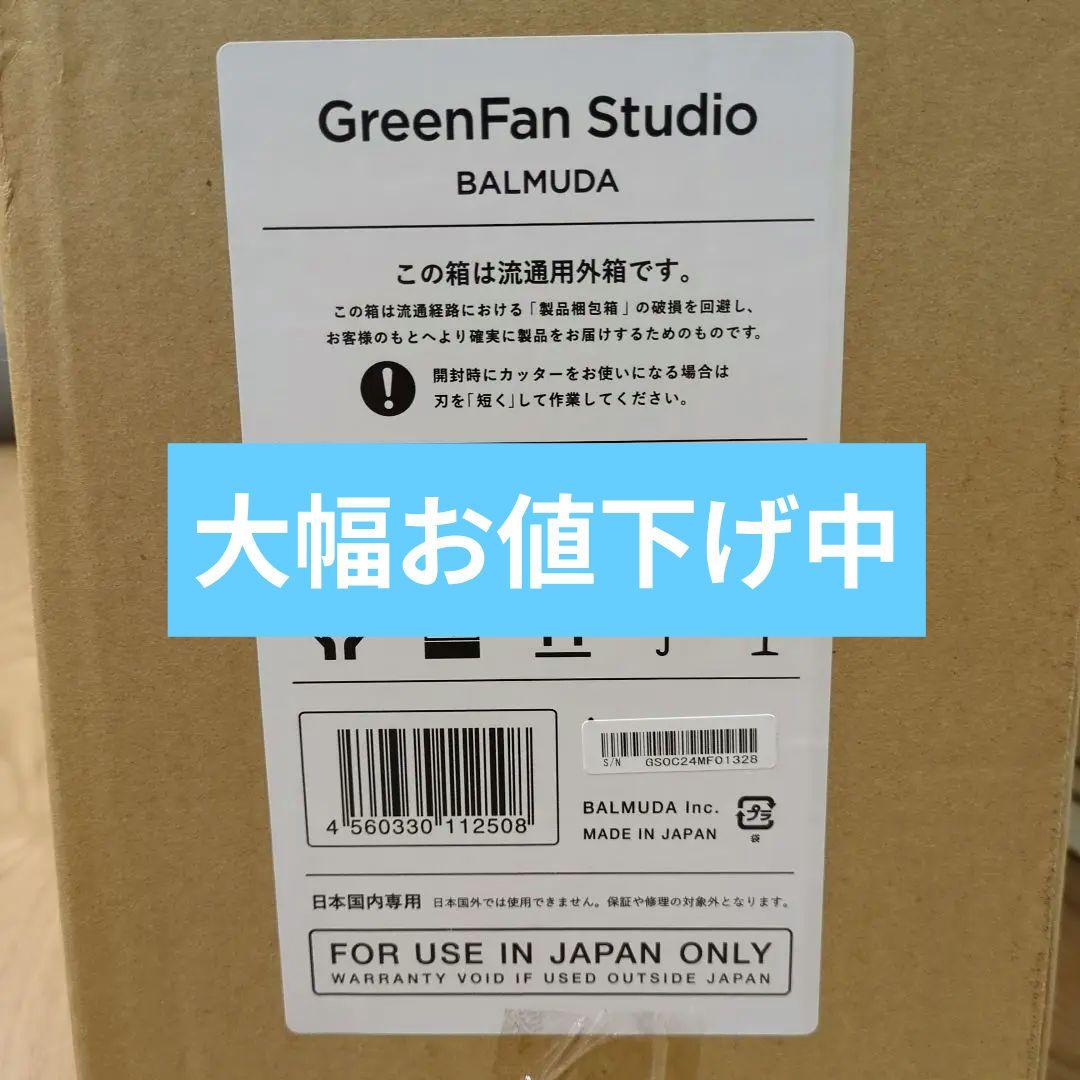 GreenFan Studio
BALMUDA
この箱は流通用外箱です。
この箱は流通経路における「製品梱包箱」の破損を回避し、
お客様のもとへより確実に製品をお届けするためのものです。
開封時にカッターをお使いになる場合は
刃を「短く」して作業してください。
大幅お値下げ中
4 560330 112508
S/N GS0C24MF01328
BALMUDA Inc.
MADE IN JAPAN
プラ
袋
日本国内専用 日本国外では使用できません。保証や修理の対象外となります。
FOR USE IN JAPAN ONLY
WARRANTY VOID IF USED OUTSIDE JAPAN